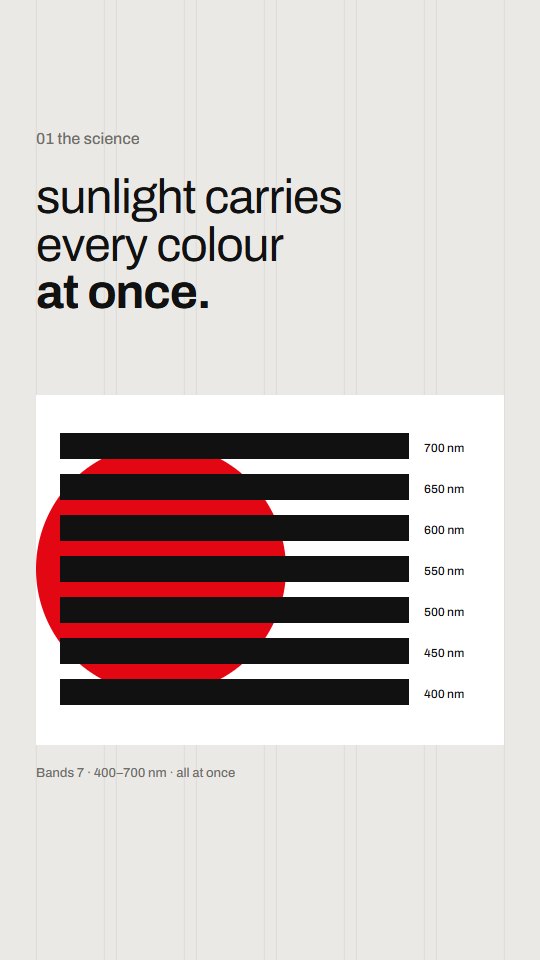 01 the science
sunlight carries
every colour
at once.
700 nm
650 nm
600 nm
550 nm
500 nm
450 nm
400 nm
Bands 7 · 400–700 nm · all at once